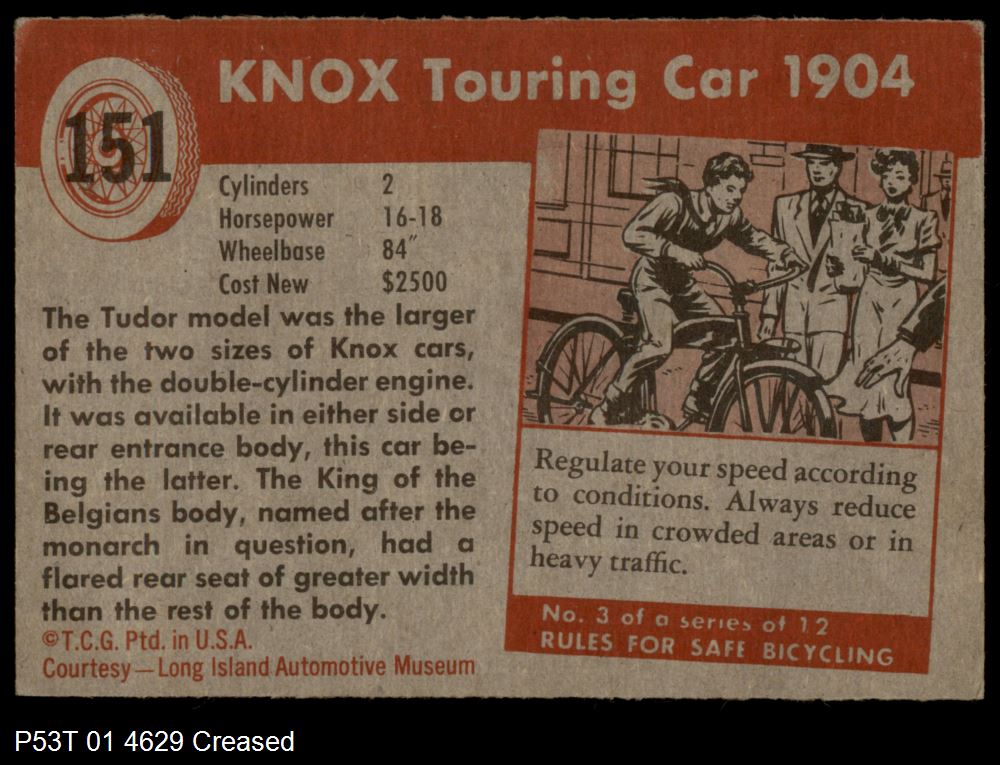 151
KNOX Touring Car 1904
Cylinders 2
Horsepower 16-18
Wheelbase 84"
Cost New $2500
The Tudor model was the larger
of the two sizes of Knox cars,
with the double-cylinder engine.
It was available in either side or
rear entrance body, this car be-
ing the latter. The King of the
Belgians body, named after the
monarch in question, had a
flared rear seat of greater width
than the rest of the body.
©T.C.G. Ptd. in U.S.A.
Courtesy—Long Island Automotive Museum
Regulate your speed according
to conditions. Always reduce
speed in crowded areas or in
heavy traffic.
No. 3 of a series of 12
RULES FOR SAFE BICYCLING
P53T 01 4629 Creased